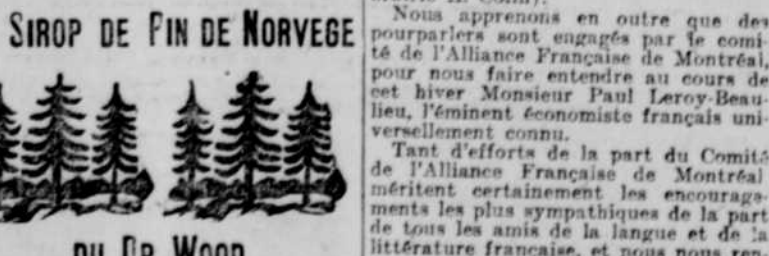 SIROP DE PIN DE NORVEGE
DU DR WOOD
Nous apprenons en outre que des
pourparlers sont engagés par le comi-
té de l'Alliance Française de Montréal,
pour nous faire entendre au cours de
cet hiver Monsieur Paul Leroy-Beau-
lieu, l'éminent économiste français uni-
versellement connu.
Tant d'efforts de la part du Comité
de l'Alliance Française de Montréal
méritent certainement les encourage-
ments les plus sympathiques de la part
de tous les amis de la langue et de la
littérature française, et nous nous ren-